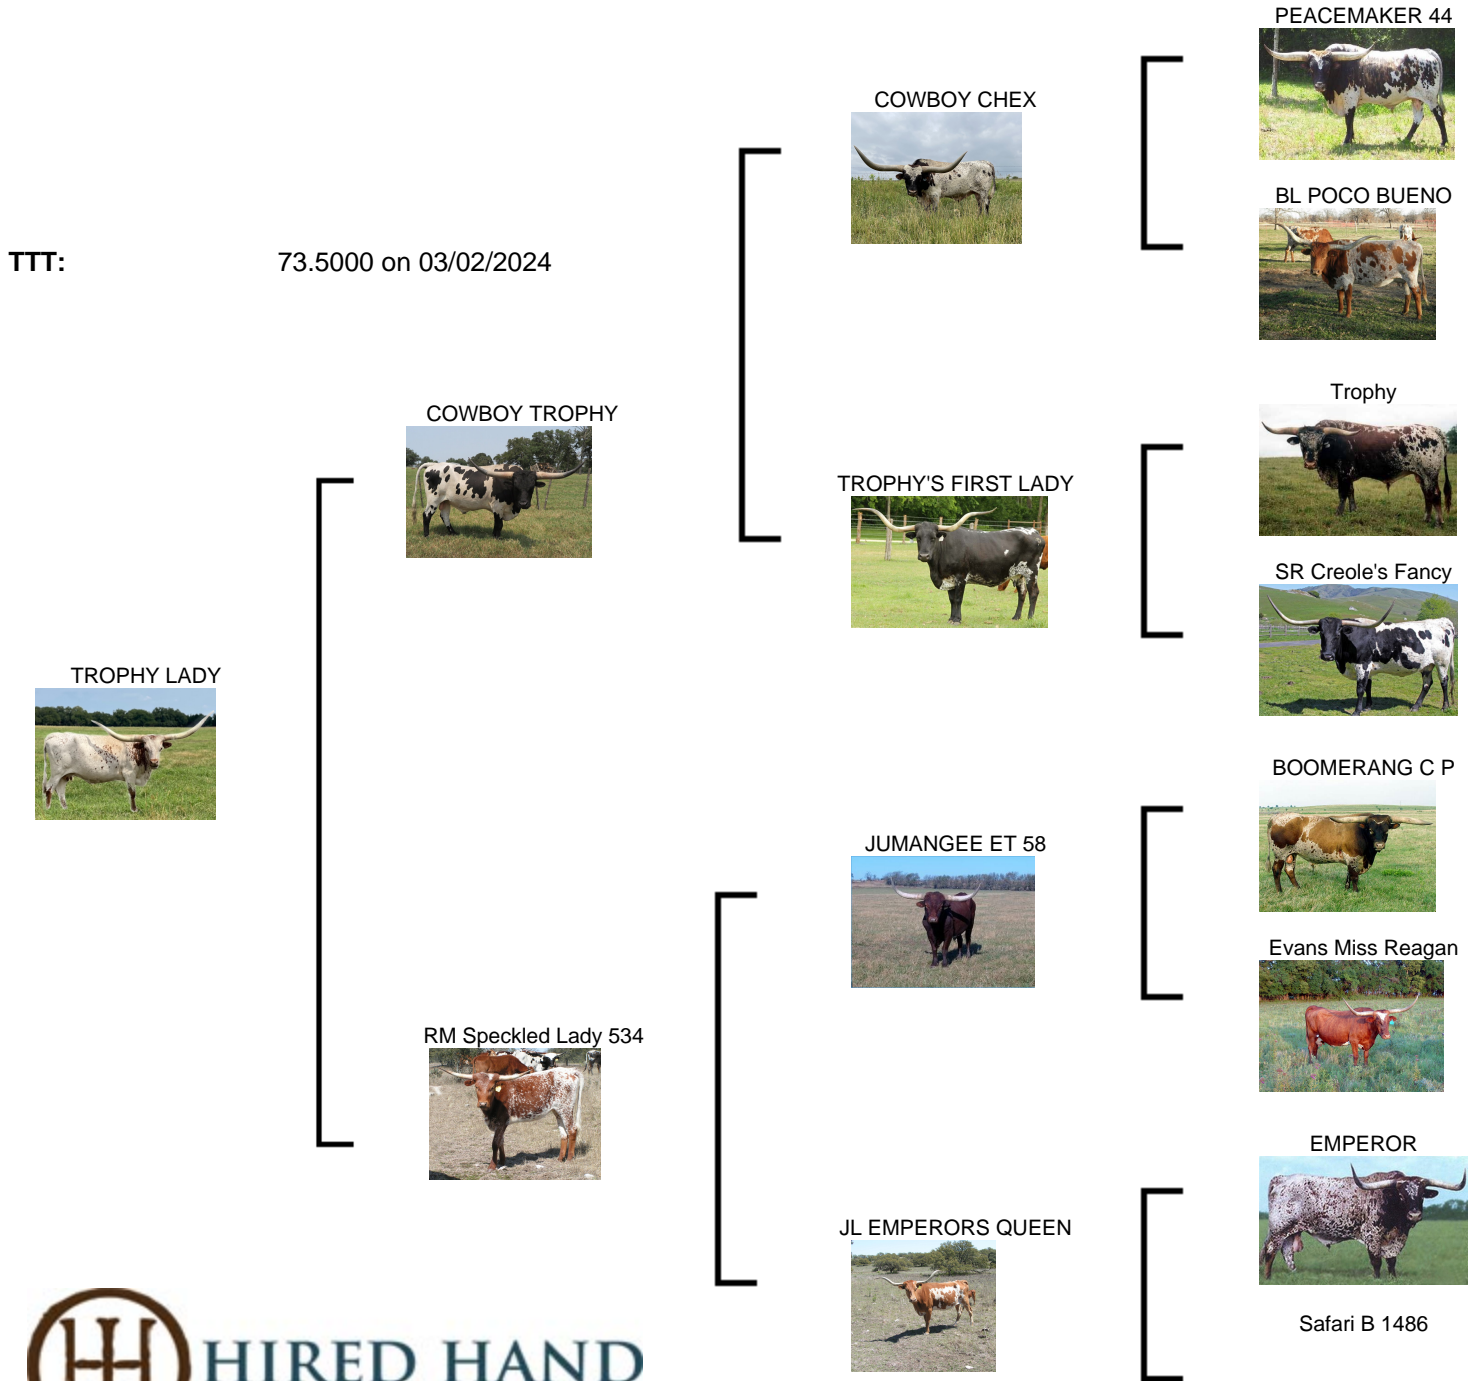 PEACEMAKER 44
COWBOY CHEX
BL POCO BUENO
TTT: 73.5000 on 03/02/2024
Trophy
COWBOY TROPHY
TROPHY'S FIRST LADY
SR Creole's Fancy
TROPHY LADY
BOOMERANG C P
JUMANGEE ET 58
Evans Miss Reagan
RM Speckled Lady 534
EMPEROR
JL EMPERORS QUEEN
Safari B 1486
HIRED HAND